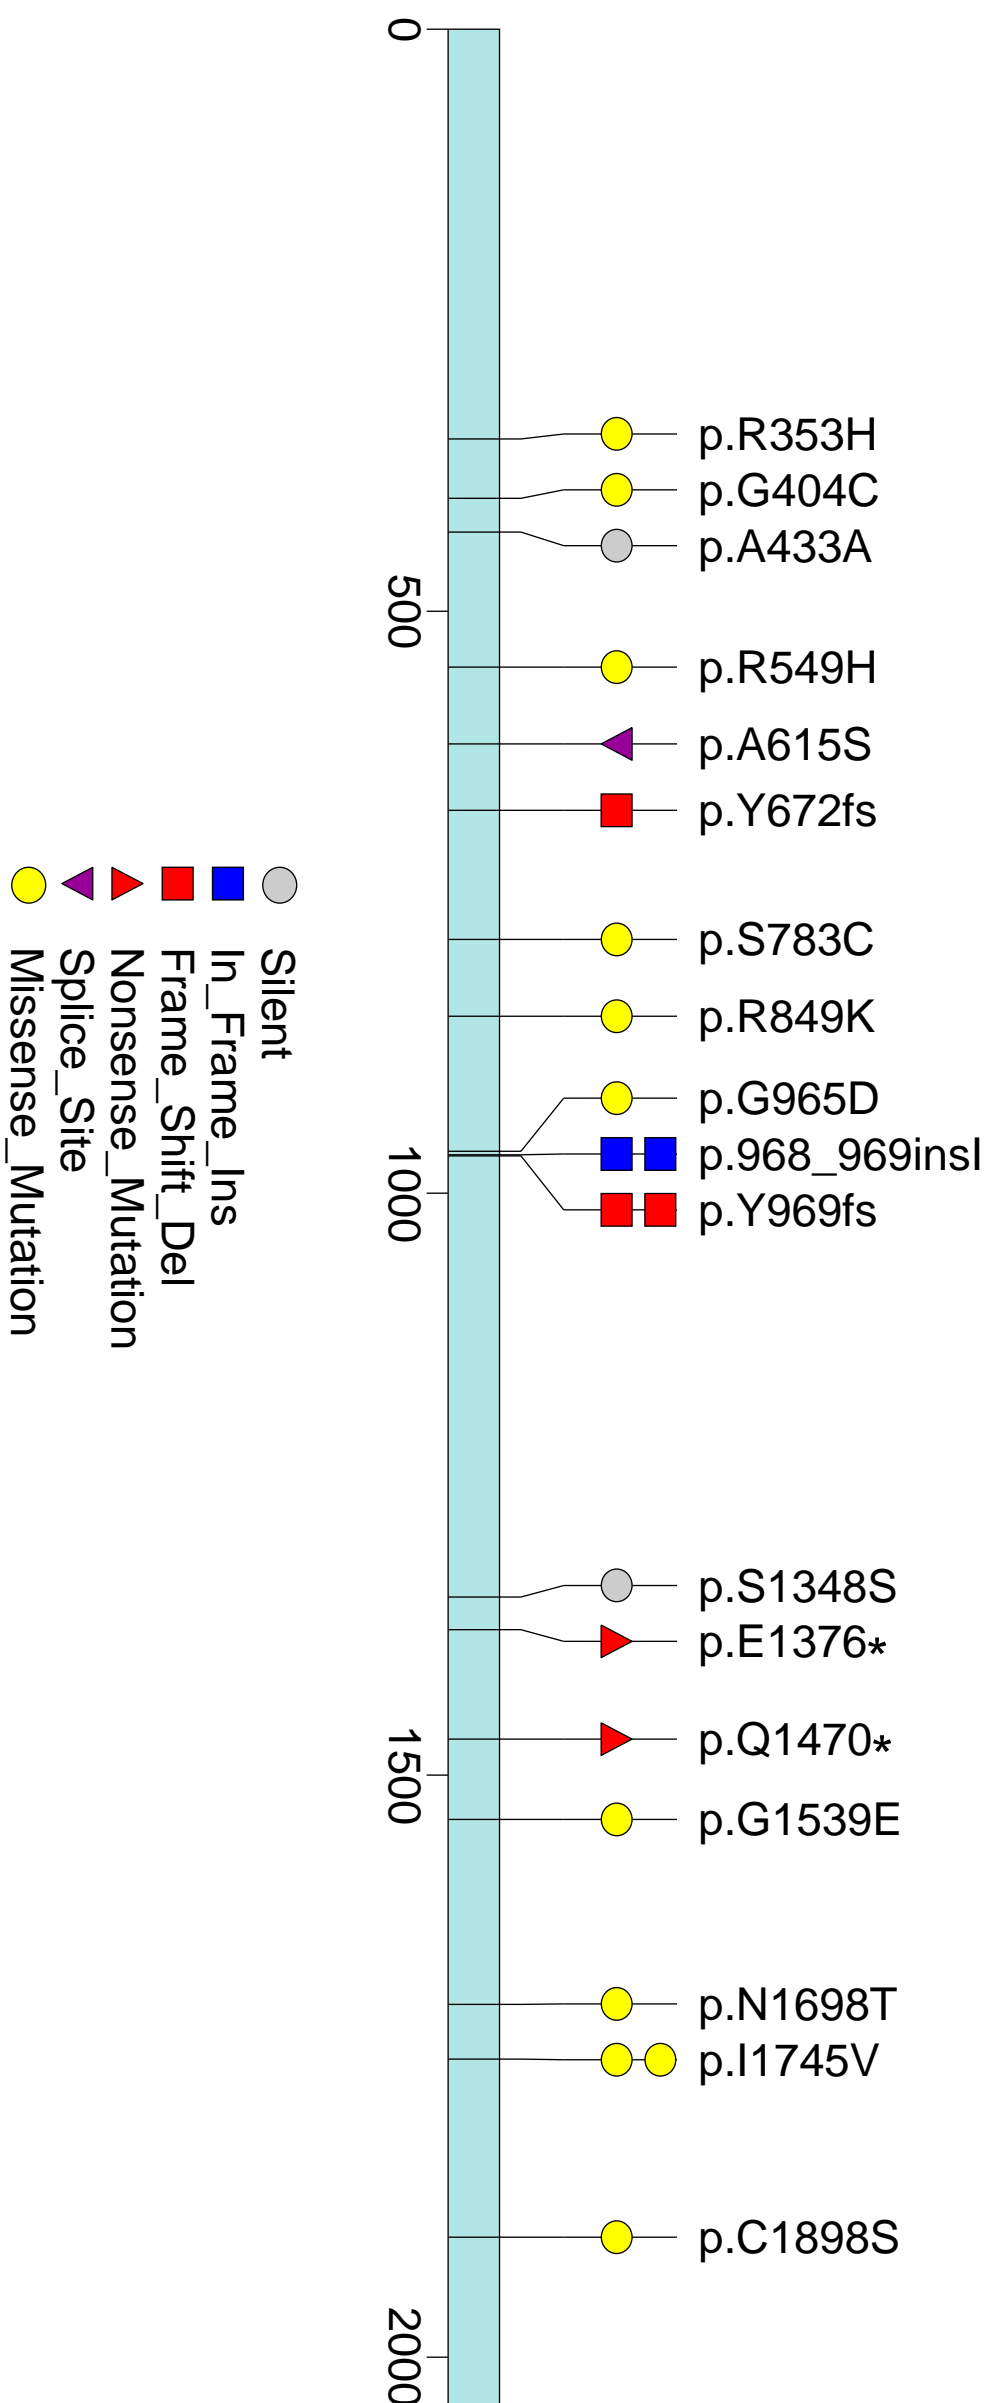 p.R353H
p.G404C
p.A433A
p.R549H
p.A615S
p.Y672fs
p.S783C
p.R849K
p.G965D
p.968_969insI
p.Y969fs
p.S1348S
p.E1376*
p.Q1470*
p.G1539E
p.N1698T
p.I1745V
p.C1898S
0
500
1000
1500
2000
Silent
In_Frame_Ins
Frame_Shift_Del
Nonsense_Mutation
Splice_Site
Missense_Mutation